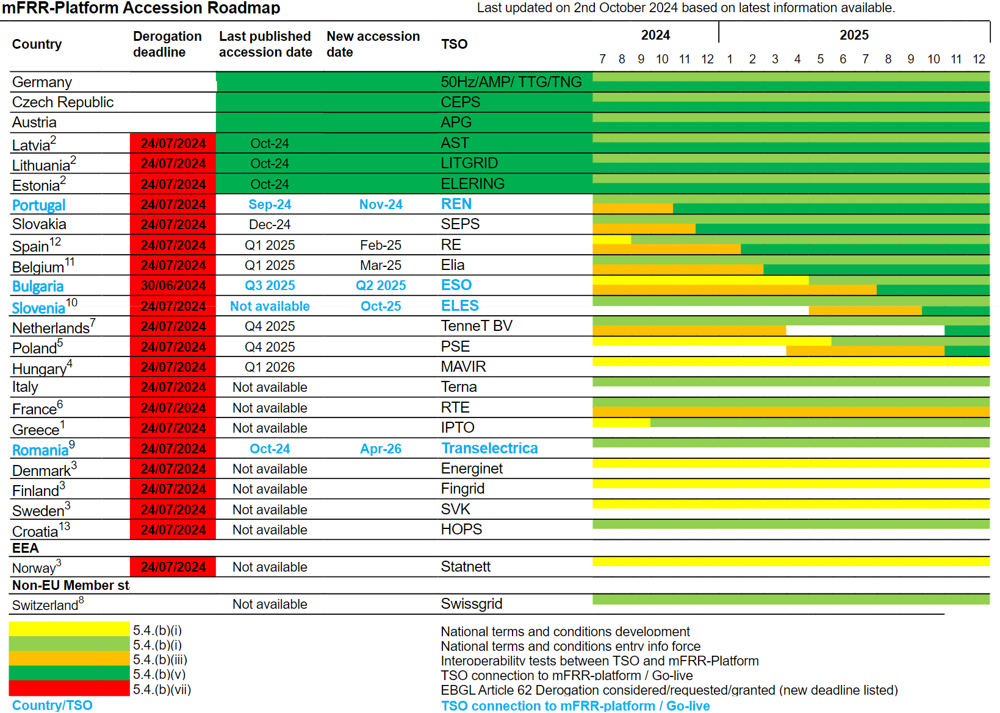 mFRR-Platform Accession Roadmap Last updated on 2nd October 2024 based on latest information available.
Country Derogation deadline Last published accession date New accession date TSO 2024 2025
7 8 9 10 11 12 1 2 3 4 5 6 7 8 9 10 11 12
Germany 50Hz/AMP/ TTG/TNG
Czech Republic CEPS
Austria APG
Latvia2 24/07/2024 Oct-24 AST
Lithuania2 24/07/2024 Oct-24 LITGRID
Estonia2 24/07/2024 Oct-24 ELERING
Portugal 24/07/2024 Sep-24 Nov-24 REN
Slovakia 24/07/2024 Dec-24 SEPS
Spain12 24/07/2024 Q1 2025 Feb-25 RE
Belgium11 24/07/2024 Q1 2025 Mar-25 Elia
Bulgaria 30/06/2024 Q3 2025 Q2 2025 ESO
Slovenia10 24/07/2024 Not available Oct-25 ELES
Netherlands7 24/07/2024 Q4 2025 TenneT BV
Poland5 24/07/2024 Q4 2025 PSE
Hungary4 24/07/2024 Q1 2026 MAVIR
Italy 24/07/2024 Not available Terna
France6 24/07/2024 Not available RTE
Greece1 24/07/2024 Not available IPTO
Romania9 24/07/2024 Oct-24 Apr-26 Transelectrica
Denmark3 24/07/2024 Not available Energinet
Finland3 24/07/2024 Not available Fingrid
Sweden3 24/07/2024 Not available SVK
Croatia13 24/07/2024 Not available HOPS
EEA
Norway3 24/07/2024 Not available Statnett
Non-EU Member st
Switzerland8 Not available Swissgrid
5.4.(b)(i) National terms and conditions development
5.4.(b)(i) National terms and conditions entry info force
5.4.(b)(iii) Interoperability tests between TSO and mFRR-Platform
5.4.(b)(v) TSO connection to mFRR-platform / Go-live
5.4.(b)(vii) EBGL Article 62 Derogation considered/requested/granted (new deadline listed)
Country/TSO TSO connection to mFRR-platform / Go-live